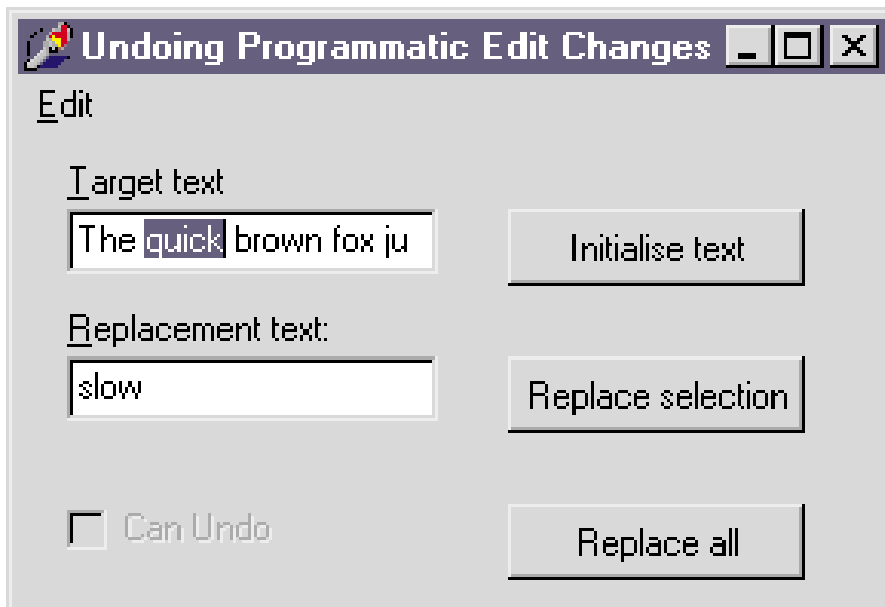 Undoing Programmatic Edit Changes
Edit
Target text
The quick brown fox ju
Initialise text
Replacement text:
slow
Replace selection
Can Undo
Replace all